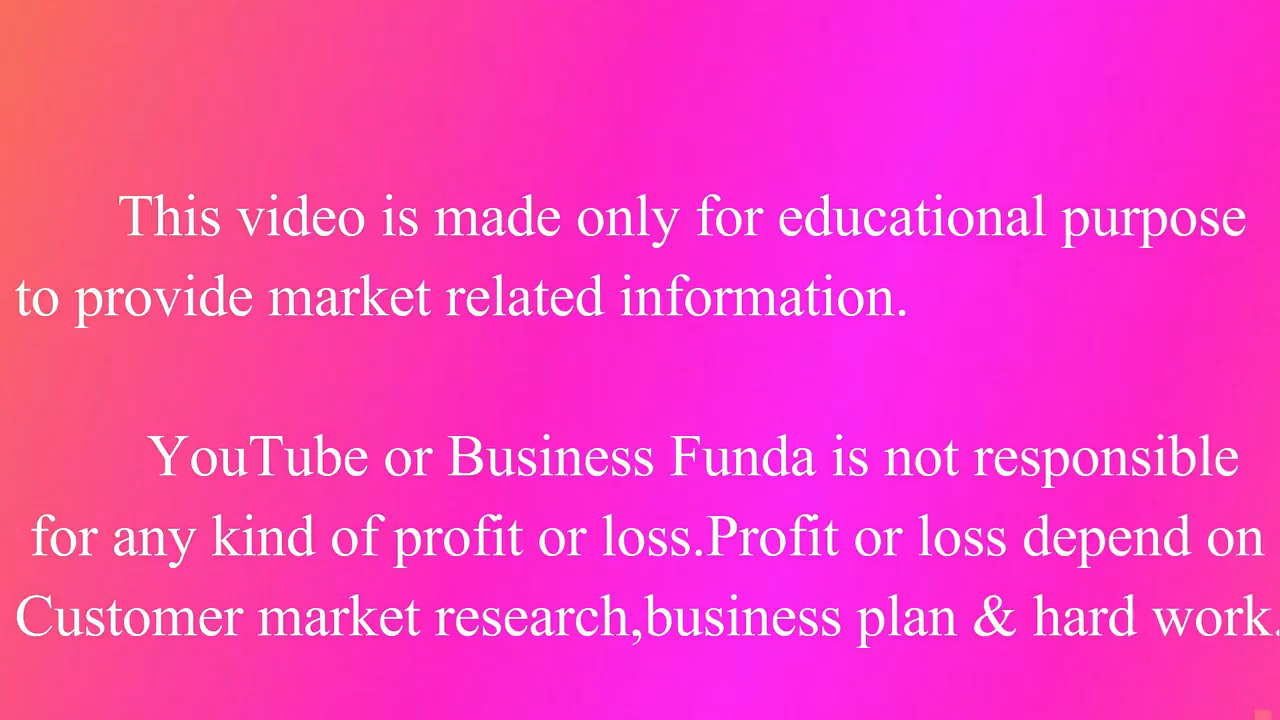 This video is made only for educational purpose
to provide market related information.
YouTube or Business Funda is not responsible
for any kind of profit or loss.Profit or loss depend on
Customer market research,business plan & hard work.